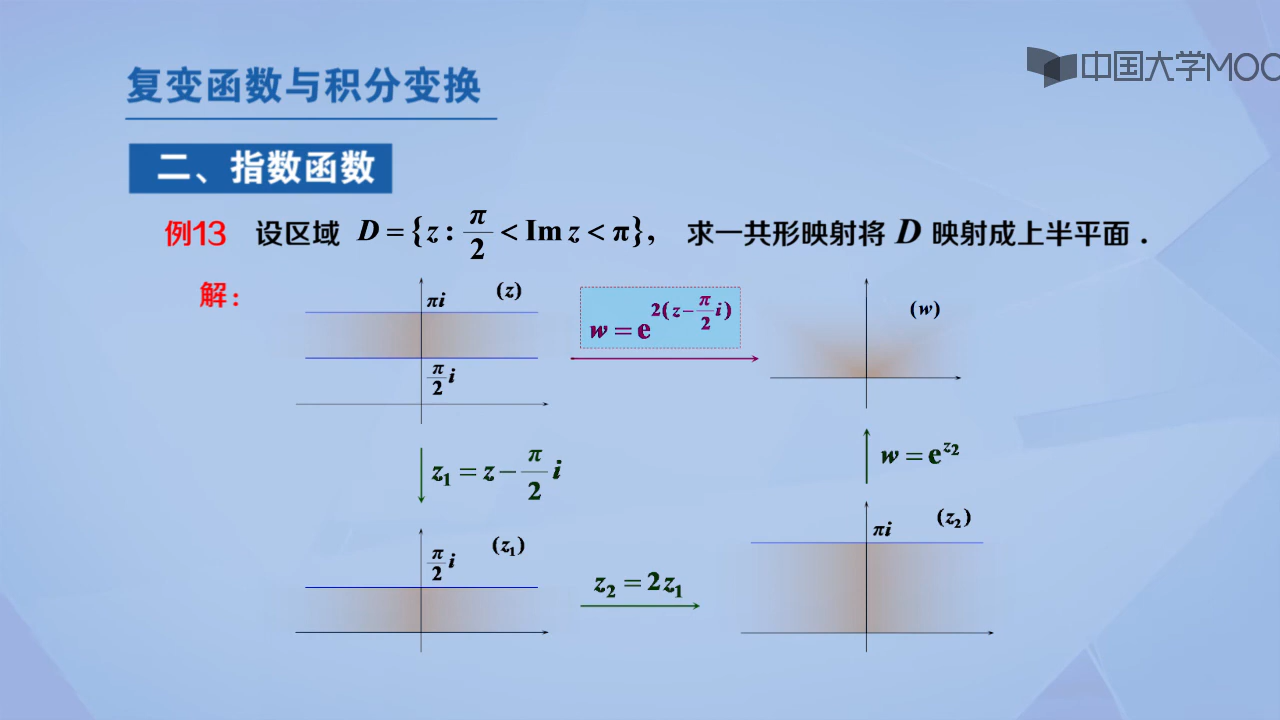 中国大学MOO
复变函数与积分变换
二、指数函数
例13 设区域 D = {z : π/2 < Im z < π}, 求一共形映射将 D 映射成上半平面 .
解:
πi (z)
w = e^{2(z - π/2 i)}
(w)
π/2 i
z₁ = z - π/2 i
w = e^{z₂}
π/2 i (z₁)
πi (z₂)
z₂ = 2z₁